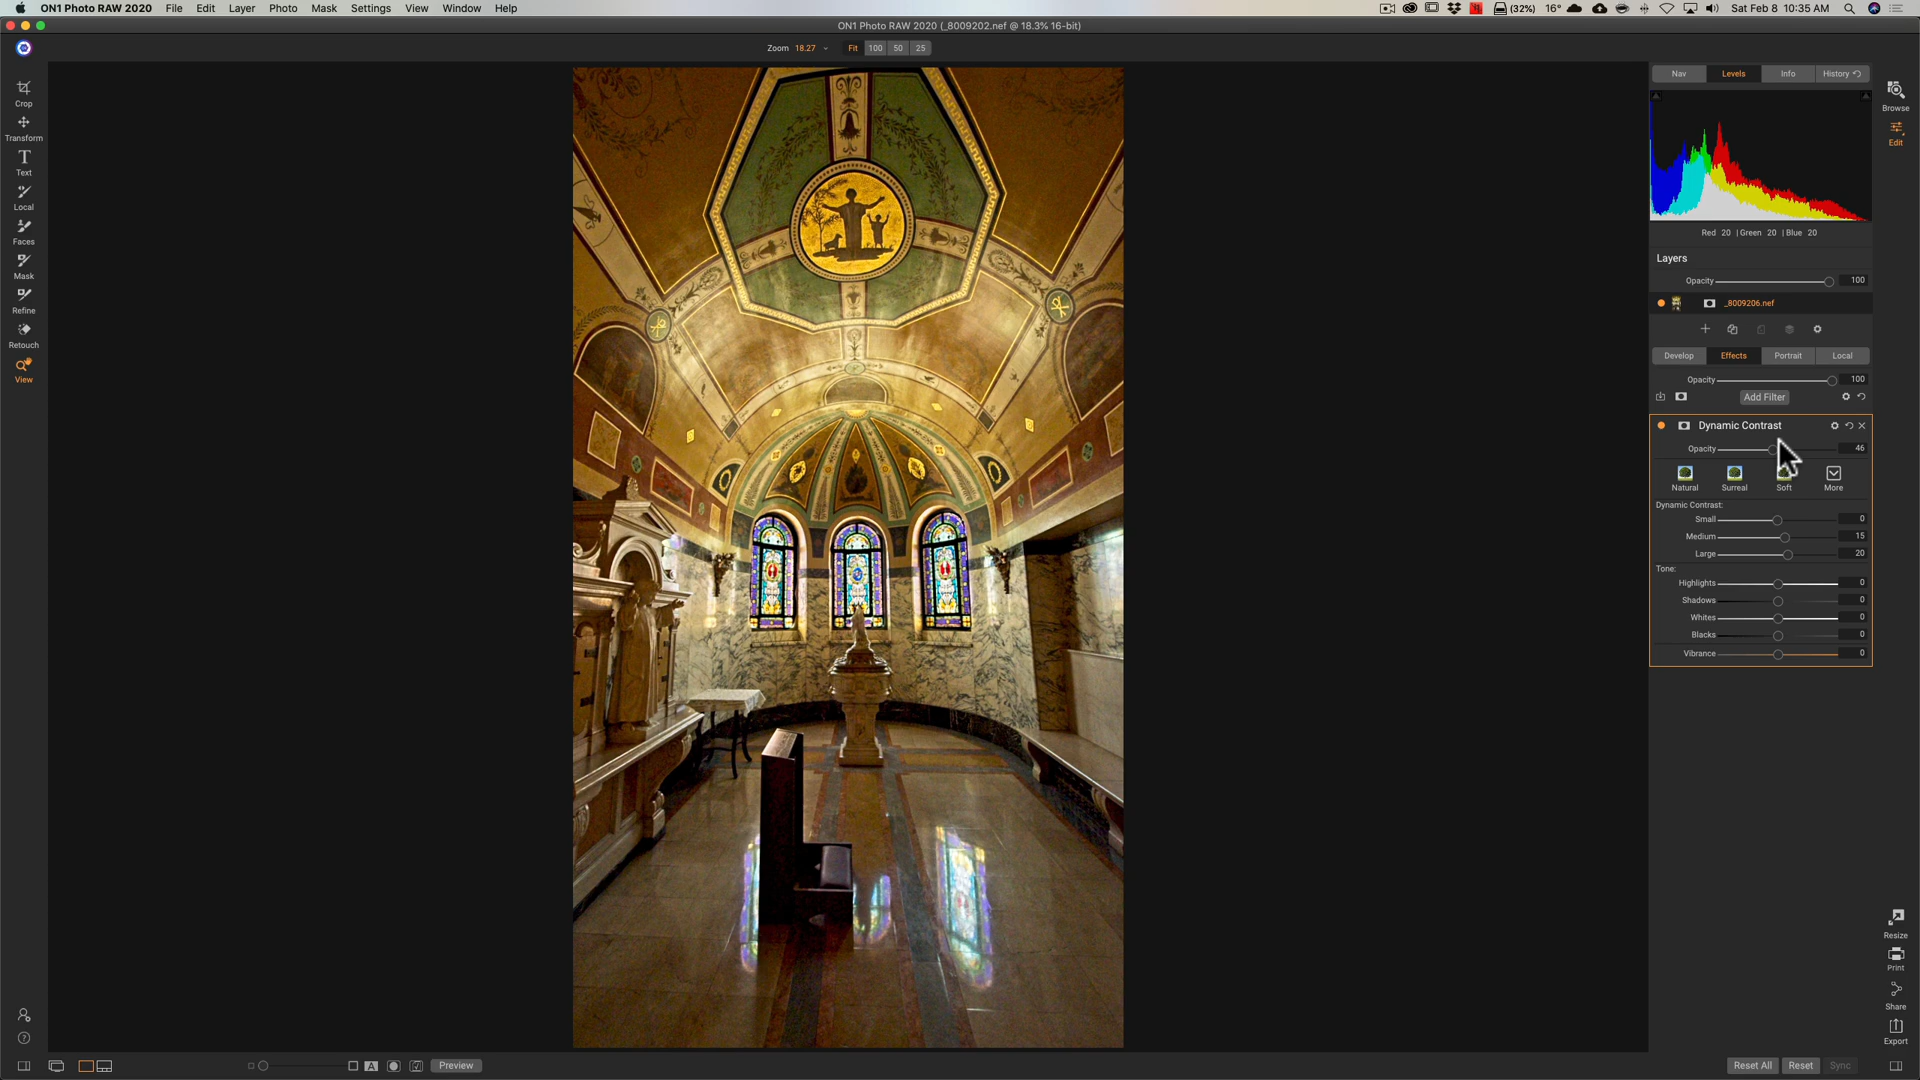 ON1 Photo RAW 2020 File Edit Layer Photo Mask Settings View Window Help (32%) 16° Sat Feb 8 10:35 AM
ON1 Photo RAW 2020 (_8009202.nef @ 18.3% 16-bit)
Zoom 18.27 Fit 100 50 25
Crop
Transform
Text
Local
Faces
Mask
Refine
Retouch
View
Nav Levels Info History
Browse
Edit
Red 20 | Green 20 | Blue 20
Layers
Opacity 100
_8009206.nef
Develop Effects Portrait Local
Opacity 100
Add Filter
Dynamic Contrast
Opacity 46
Natural Surreal Soft More
Dynamic Contrast:
Small 0
Medium 15
Large 20
Tone:
Highlights 0
Shadows 0
Whites 0
Blacks 0
Vibrance 0
Resize
Print
Share
Export
A Preview
Reset All Reset Sync